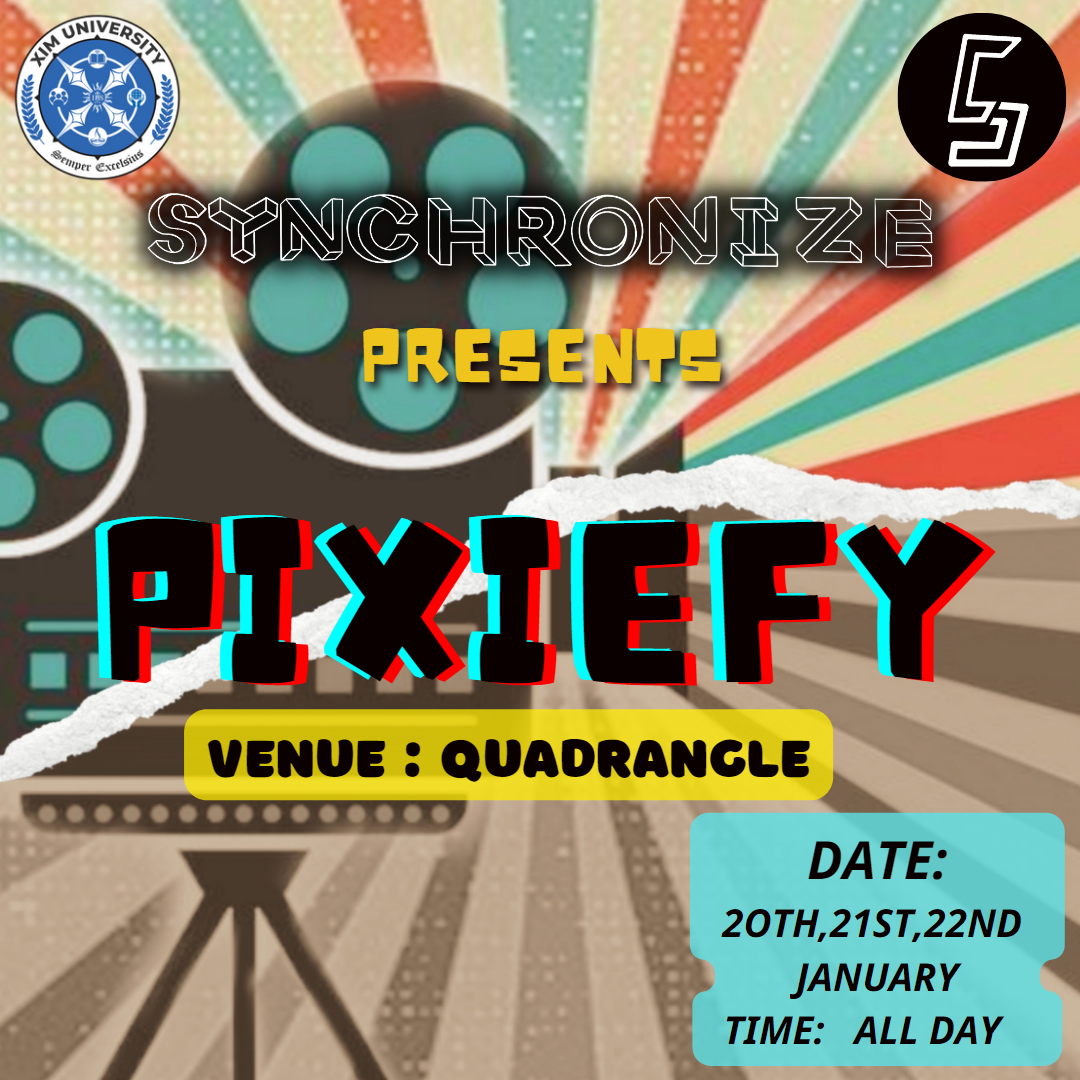 XIM UNIVERSITY
Semper Excelsius
SYNCHRONIZE
PRESENTS
PIXIEFY
VENUE : QUADRANGLE
DATE:
2OTH,21ST,22ND
JANUARY
TIME: ALL DAY